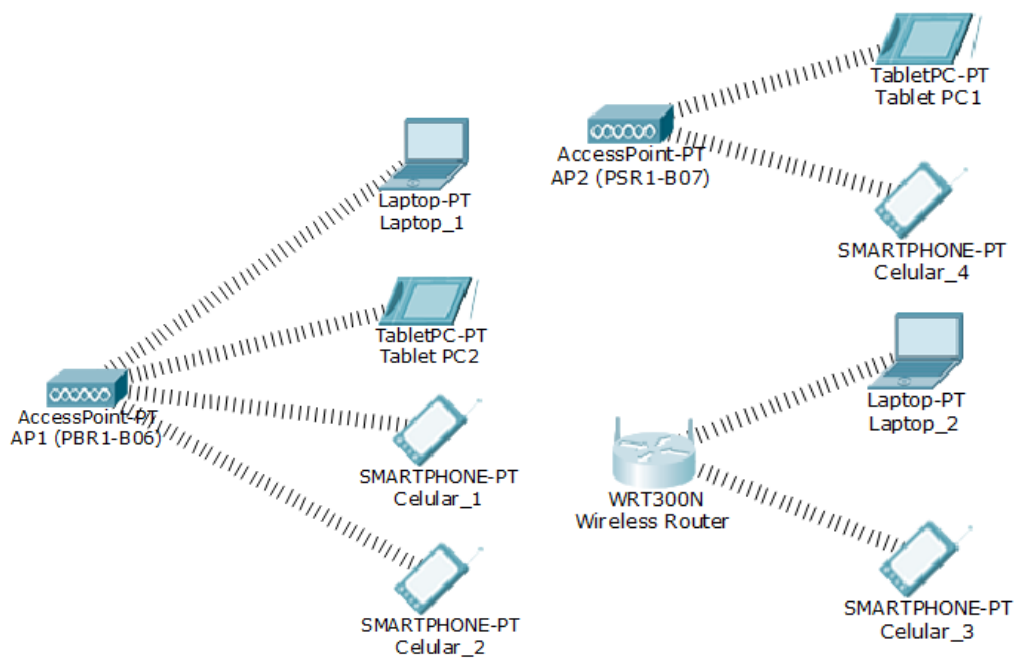 TabletPC-PT
Tablet PC1
AccessPoint-PT
AP2 (PSR1-B07)
Laptop-PT
Laptop_1
SMARTPHONE-PT
Celular_4
TabletPC-PT
Tablet PC2
AccessPoint-PT
AP1 (PBR1-B06)
Laptop-PT
Laptop_2
SMARTPHONE-PT
Celular_1
WRT300N
Wireless Router
SMARTPHONE-PT
Celular_3
SMARTPHONE-PT
Celular_2